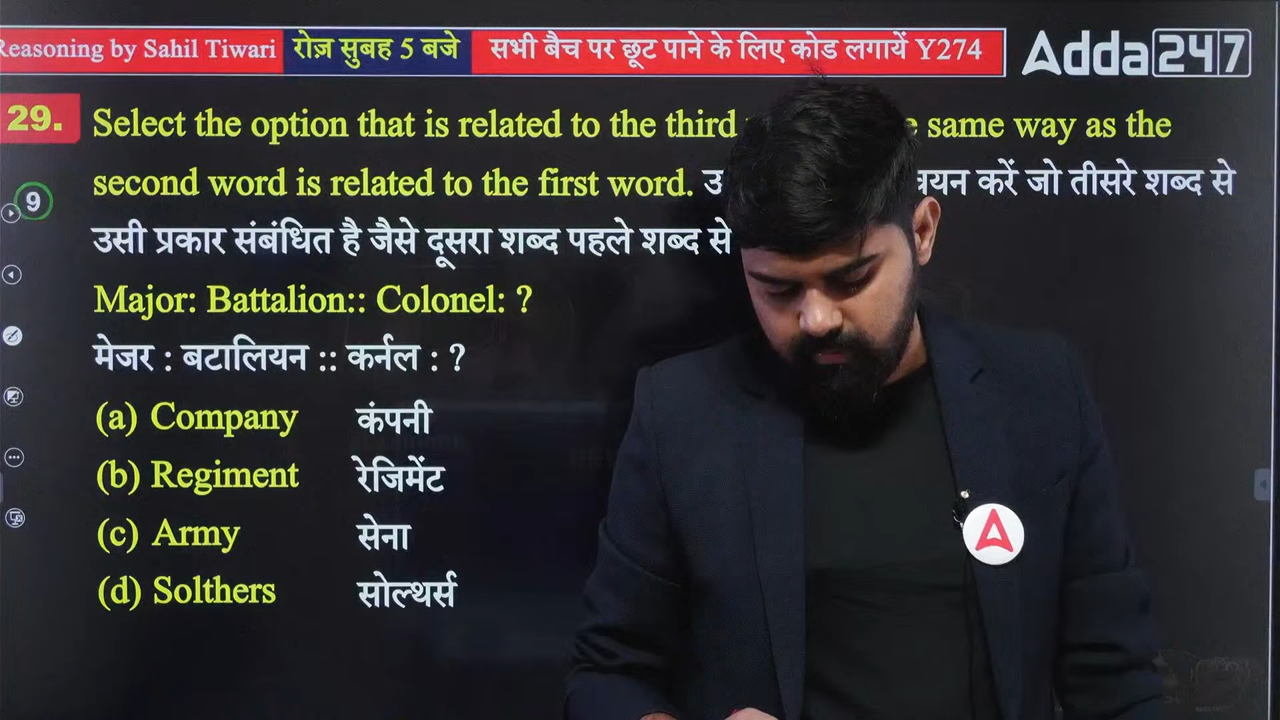 Reasoning by Sahil Tiwari रोज़ सुबह 5 बजे सभी बैच पर छूट पाने के लिए कोड लगायें Y274 Adda247
29. Select the option that is related to the third same way as the
second word is related to the first word. चयन करें जो तीसरे शब्द से
9
उसी प्रकार संबंधित है जैसे दूसरा शब्द पहले शब्द से
Major: Battalion:: Colonel: ?
मेजर : बटालियन :: कर्नल : ?
(a) Company कंपनी
(b) Regiment रेजिमेंट
(c) Army सेना
(d) Solthers सोल्थर्स